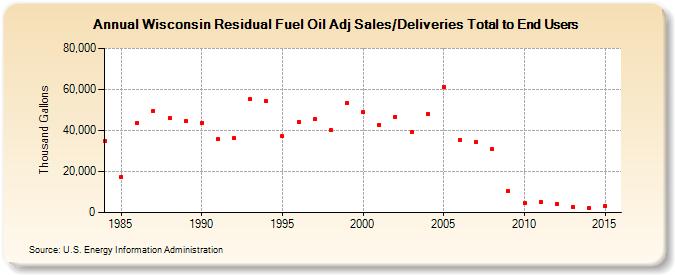 Annual Wisconsin Residual Fuel Oil Adj Sales/Deliveries Total to End Users
Thousand Gallons
80,000
60,000
40,000
20,000
0
1985 1990 1995 2000 2005 2010 2015
Source: U.S. Energy Information Administration